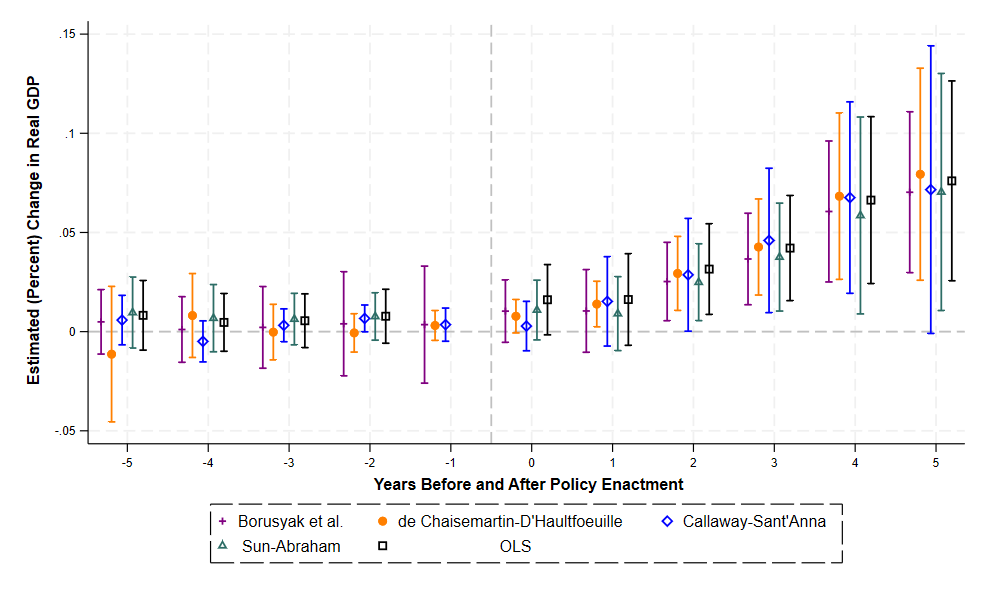 Estimated (Percent) Change in Real GDP
.15
.1
.05
0
-.05
-5 -4 -3 -2 -1 0 1 2 3 4 5
Years Before and After Policy Enactment
Borusyak et al. de Chaisemartin-D'Haultfoeuille Callaway-Sant'Anna
Sun-Abraham OLS